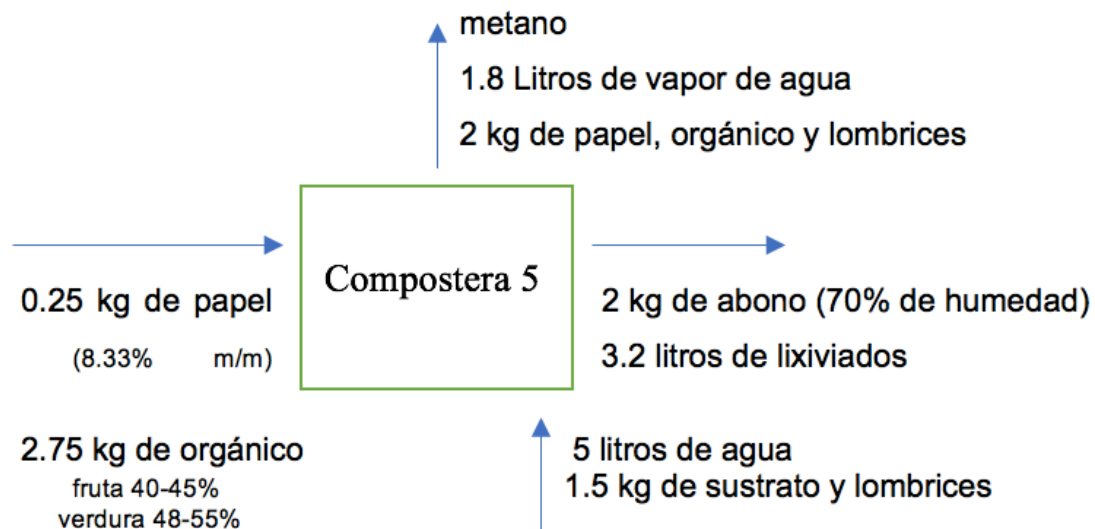 metano
1.8 Litros de vapor de agua
2 kg de papel, orgánico y lombrices
Compostera 5
0.25 kg de papel
(8.33% m/m)
2.75 kg de orgánico
fruta 40-45%
verdura 48-55%
2 kg de abono (70% de humedad)
3.2 litros de lixiviados
5 litros de agua
1.5 kg de sustrato y lombrices